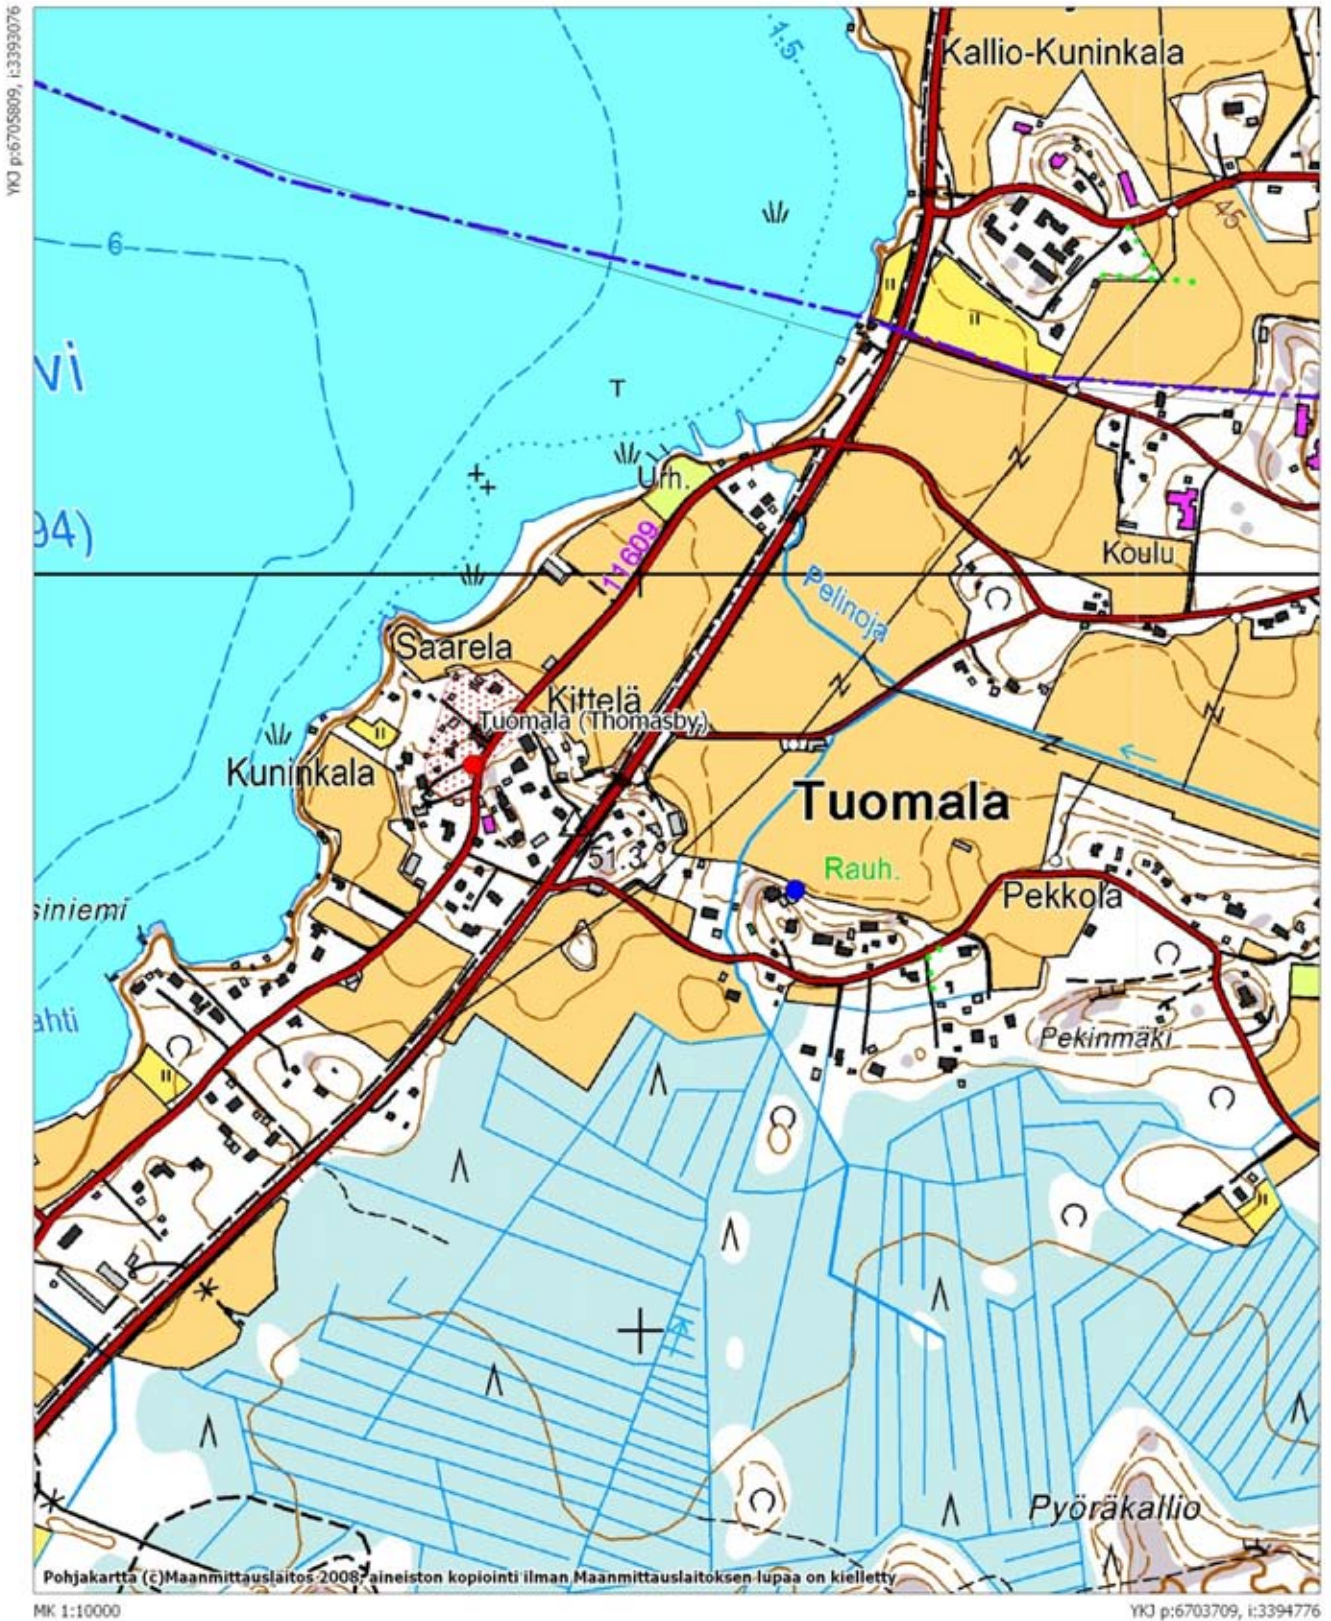 YKJ p:6705809, i:3393076
1.5
Kallio-Kuninkala
45
6
vi
T
94)
Urh.
11609
Koulu
Pelinoja
Saarela
Kittelä
Tuomala (Thomasby)
Kuninkala
Tuomala
51.3
Rauh.
Pekkola
siniemi
ahti
Pekinmäki
Pyöräkallio
Pohjakartta (c)Maanmittauslaitos 2008, aineiston kopiointi ilman Maanmittauslaitoksen lupaa on kielletty
MK 1:10000
YKJ p:6703709, i:3394776